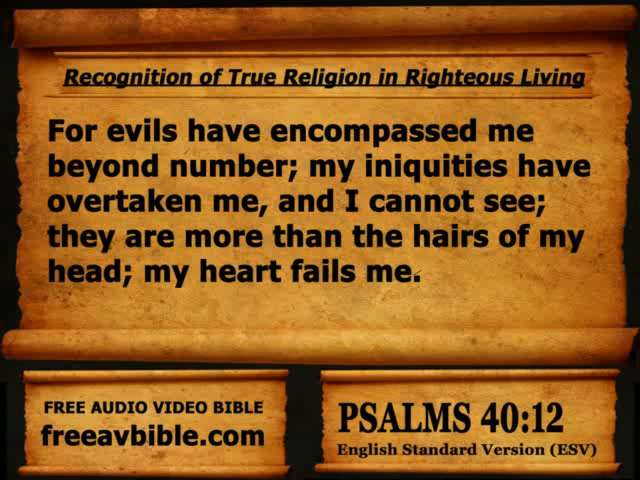 Recognition of True Religion in Righteous Living
For evils have encompassed me
beyond number; my iniquities have
overtaken me, and I cannot see;
they are more than the hairs of my
head; my heart fails me.
FREE AUDIO VIDEO BIBLE
freeavbible.com
PSALMS 40:12
English Standard Version (ESV)